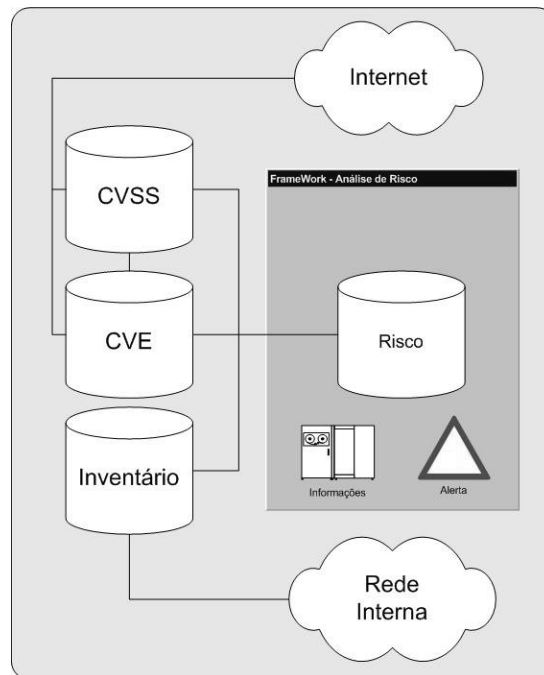 Internet
CVSS
FrameWork - Análise de Risco
CVE
Risco
Inventário
Informações
Alerta
Rede
Interna